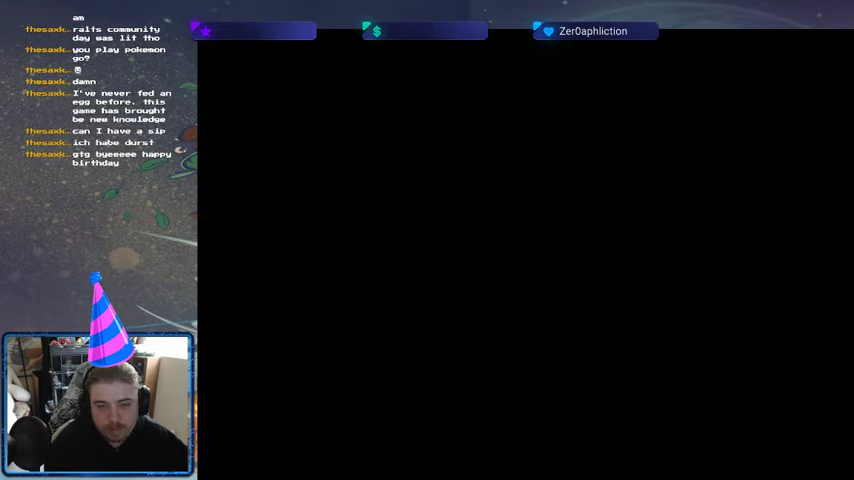 am
thesaxk… ralts community
day was lit tho
thesaxk… you play pokemon
go?
thesaxk…
thesaxk… damn
thesaxk… I've never fed an
egg before. this
game has brought
be new knowledge
thesaxk… can I have a sip
thesaxk… ich habe durst
thesaxk… gtg byeeeee happy
birthday
$
Zer0aphliction